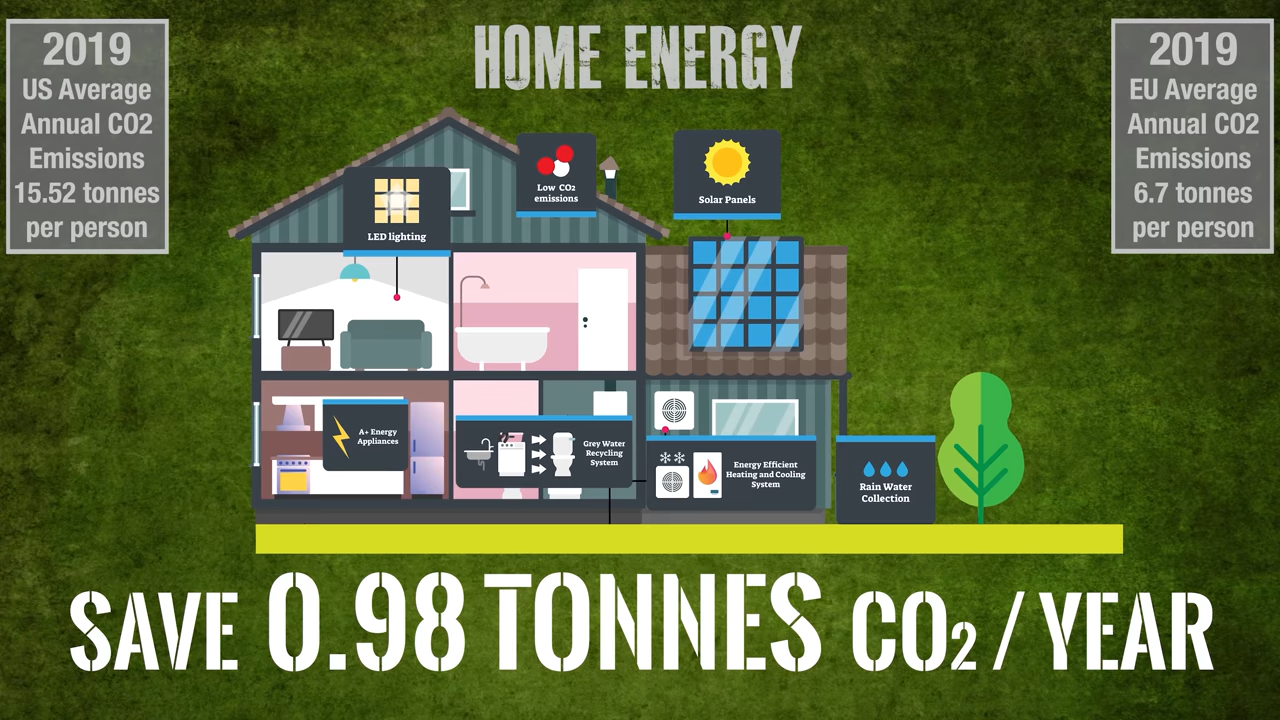 HOME ENERGY
2019
US Average
Annual CO2
Emissions
15.52 tonnes
per person
2019
EU Average
Annual CO2
Emissions
6.7 tonnes
per person
LED lighting
Low CO₂
emissions
Solar Panels
A+ Energy
Appliances
Grey Water
Recycling
System
Energy Efficient
Heating and Cooling
System
Rain Water
Collection
SAVE 0.98 TONNES CO₂ / YEAR